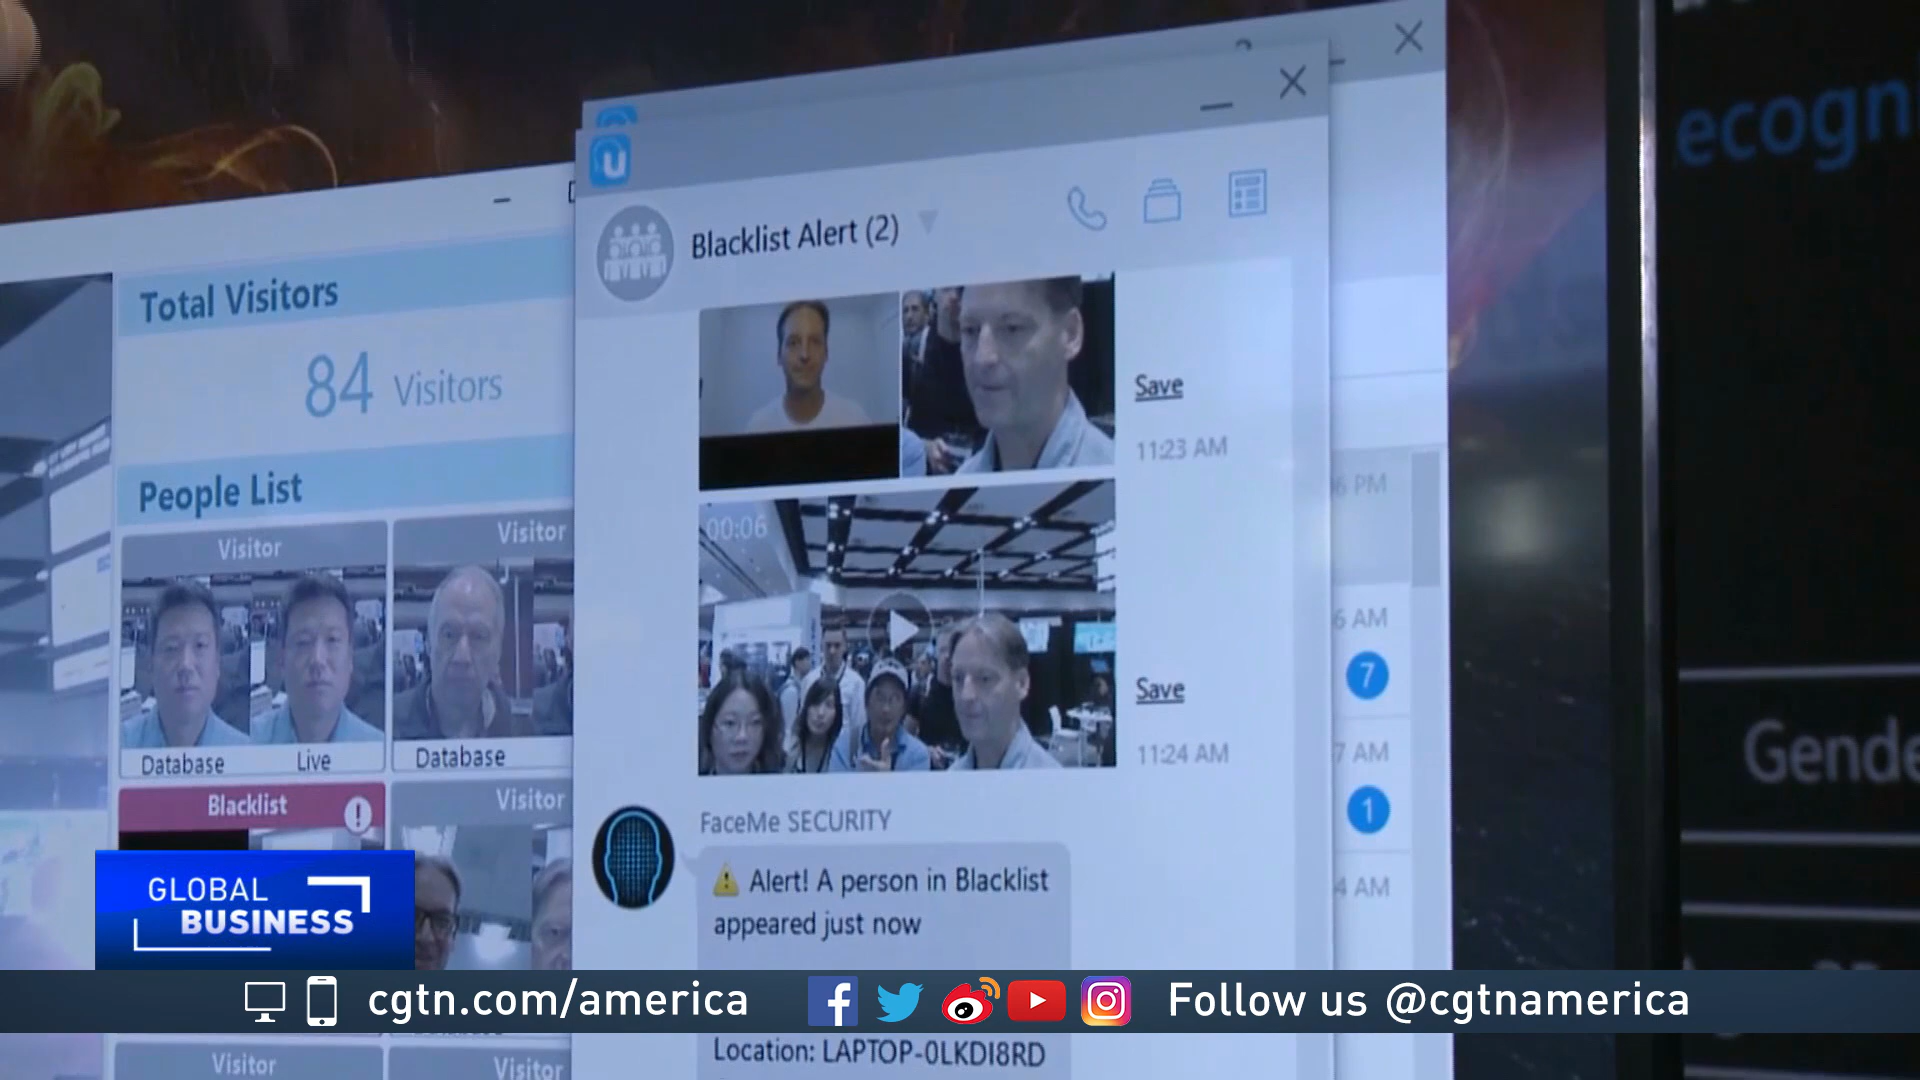 ecogn
Blacklist Alert (2)
Total Visitors
84 Visitors
Save
11:23 AM
People List
Visitor
Visitor
00:06
PM
6 AM
7
Database
Live
Database
Save
11:24 AM
7 AM
Gende
Blacklist
Visitor
1
FaceMe SECURITY
Alert! A person in Blacklist
appeared just now
4 AM
GLOBAL
BUSINESS
cgtn.com/america
Follow us @cgtnamerica
Location: LAPTOP-0LKDI8RD
Visitor
Visitor